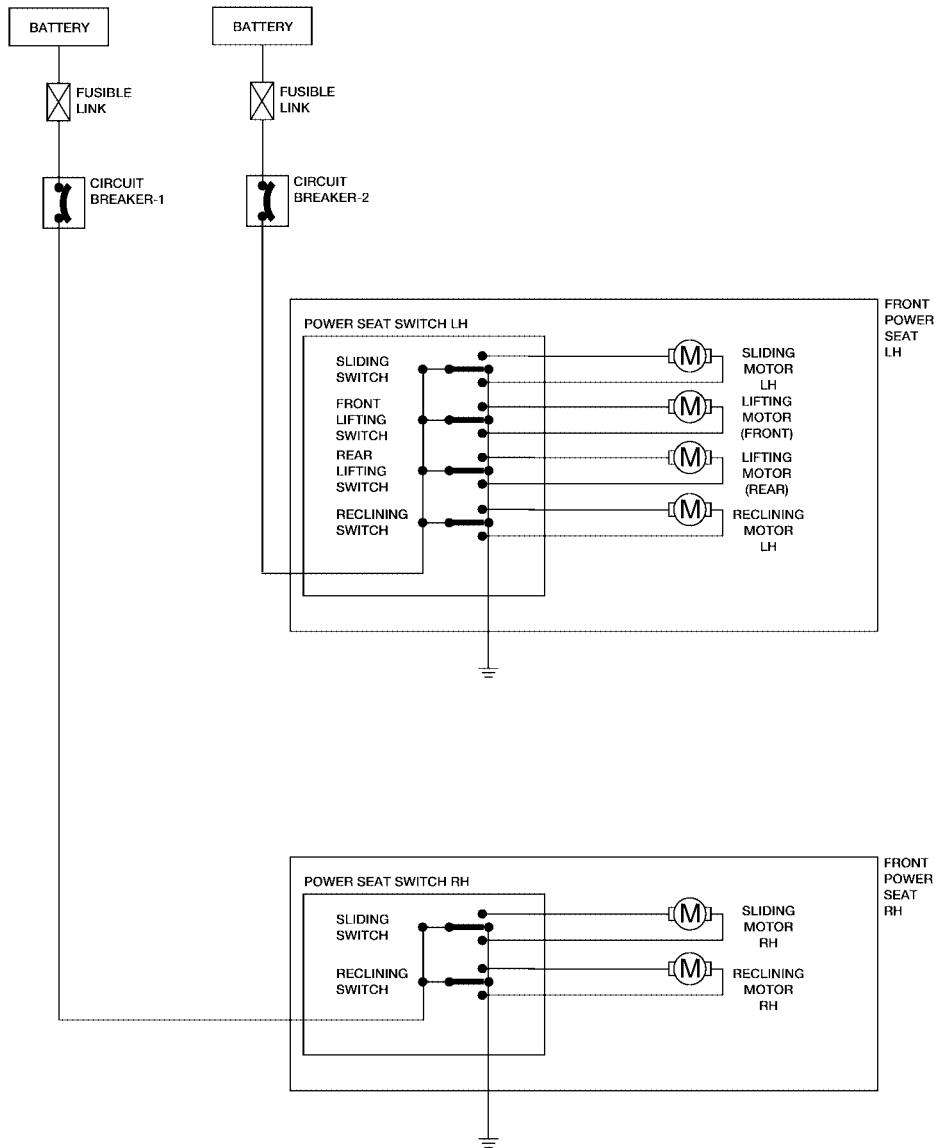 BATTERY
BATTERY
FUSIBLE
LINK
FUSIBLE
LINK
CIRCUIT
BREAKER-1
CIRCUIT
BREAKER-2
FRONT
POWER
SEAT
LH
POWER SEAT SWITCH LH
SLIDING
SWITCH
M
SLIDING
MOTOR
LH
FRONT
LIFTING
SWITCH
M
LIFTING
MOTOR
(FRONT)
REAR
LIFTING
SWITCH
M
LIFTING
MOTOR
(REAR)
RECLINING
SWITCH
M
RECLINING
MOTOR
LH
FRONT
POWER
SEAT
RH
POWER SEAT SWITCH RH
SLIDING
SWITCH
M
SLIDING
MOTOR
RH
RECLINING
SWITCH
M
RECLINING
MOTOR
RH